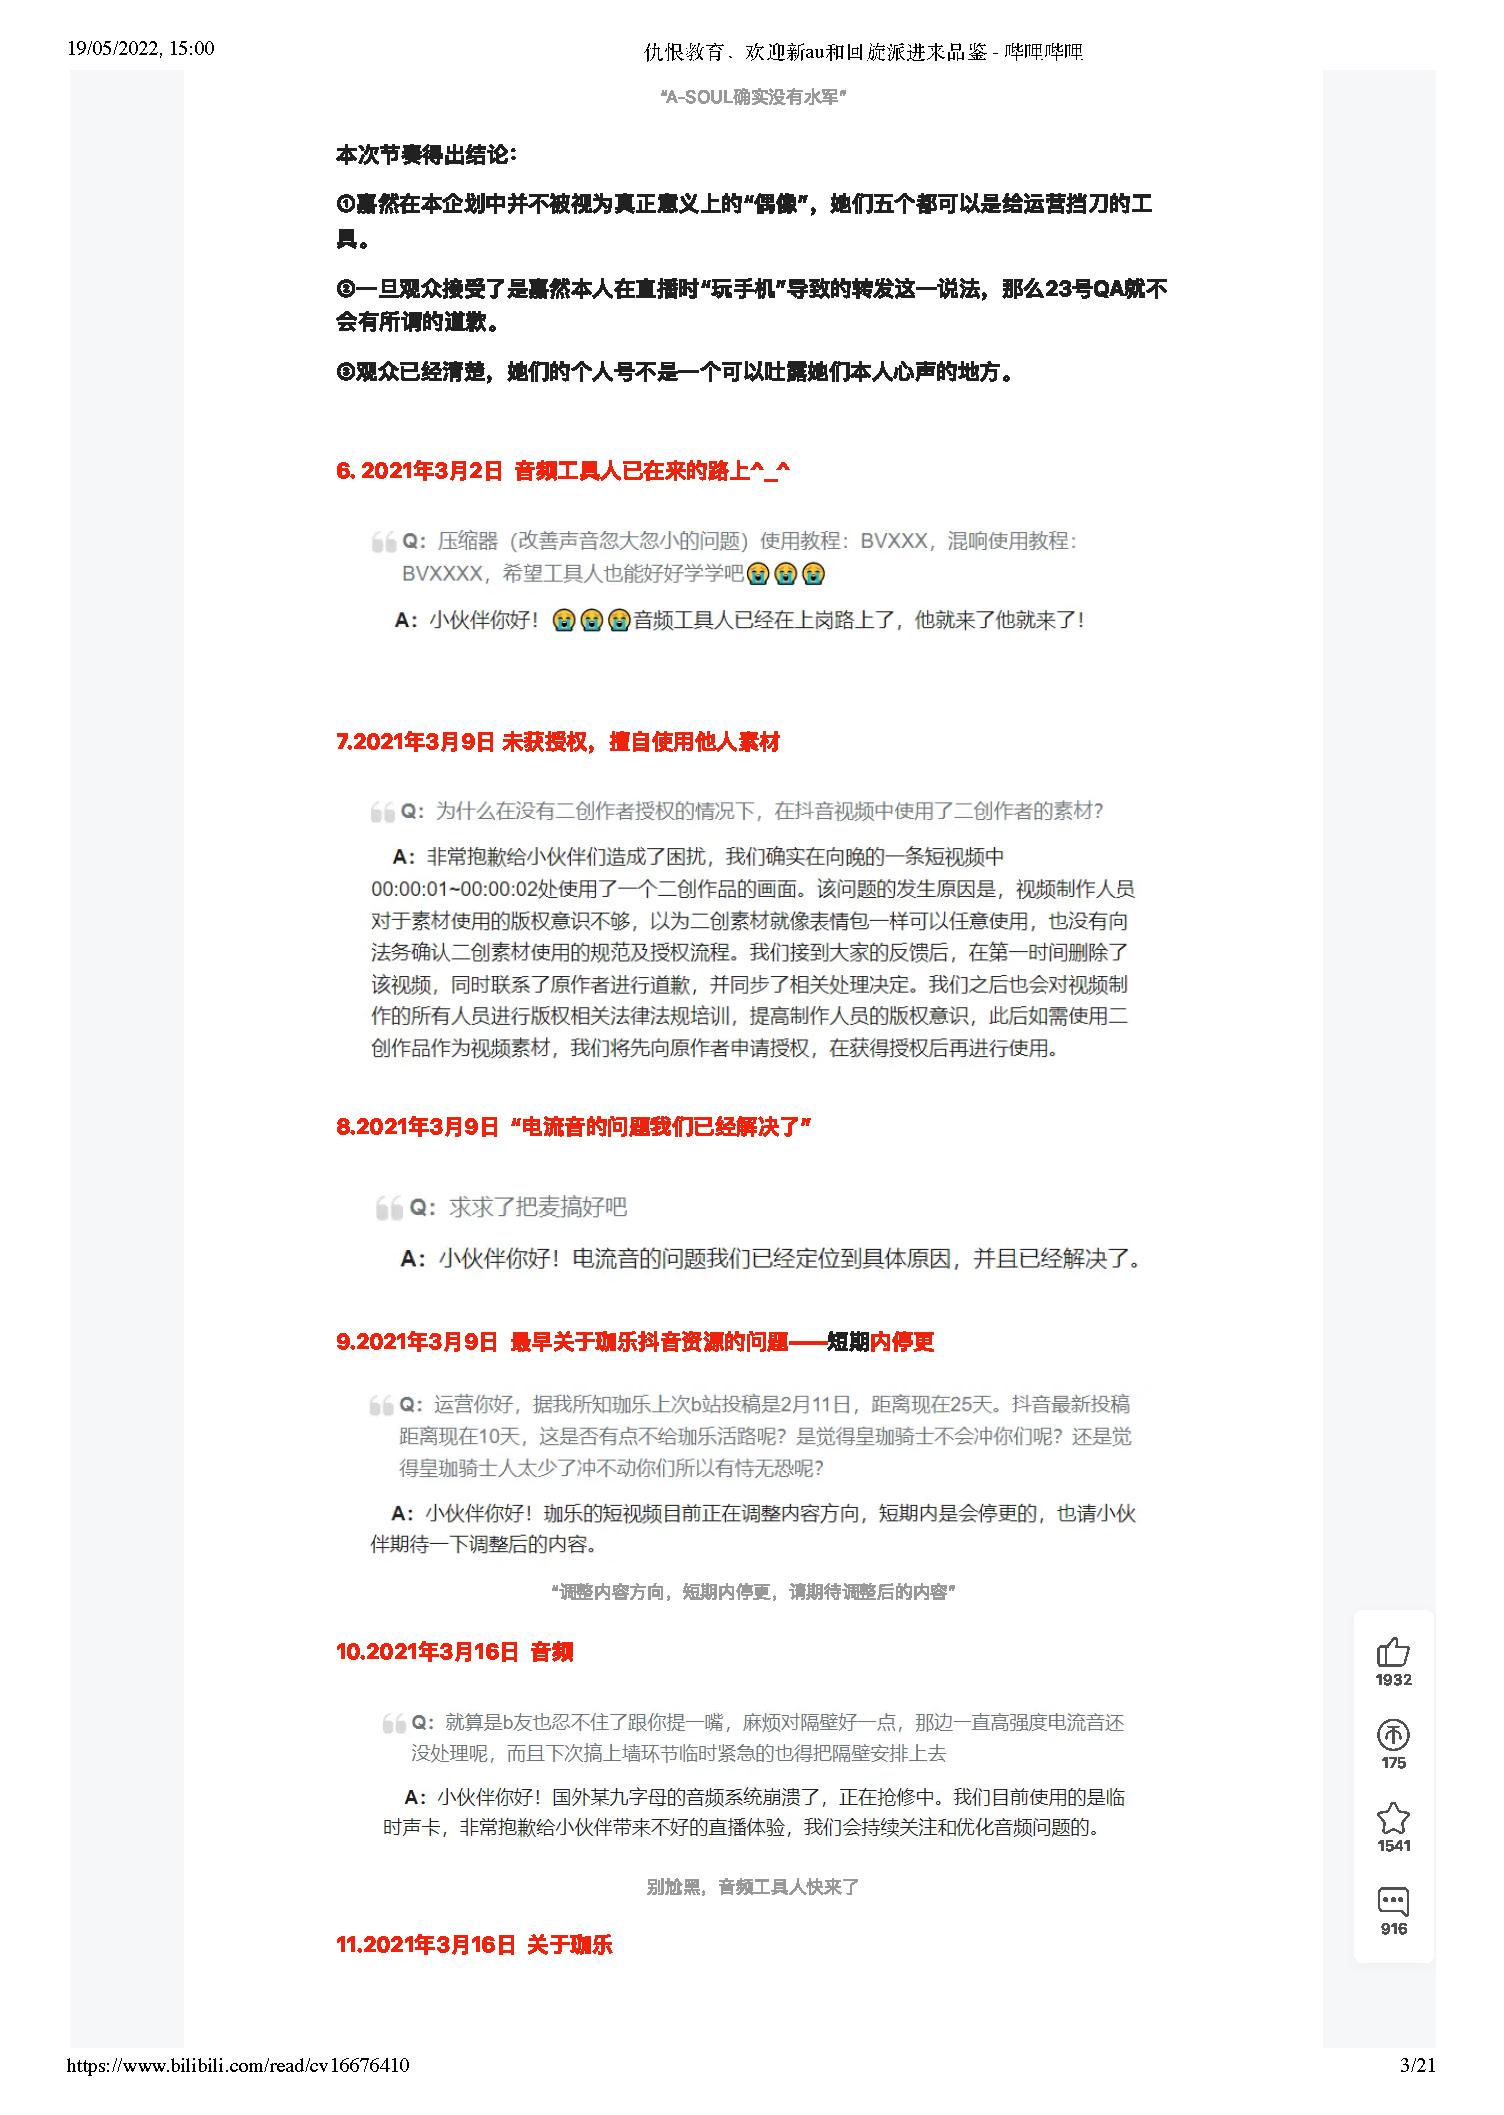 19/05/2022, 15:00
仇恨教育、欢迎新au和回旋派进来品鉴 - 哔哩哔哩
“A-SOUL确实没有水军”
本次节奏得出结论：
①嘉然在本企划中并不被视为真正意义上的“偶像”，她们五个都可以是给运营挡刀的工
具。
②一旦观众接受了是嘉然本人在直播时“玩手机”导致的转发这一说法，那么23号QA就不
会有所谓的道歉。
③观众已经清楚，她们的个人号不是一个可以吐露她们本人心声的地方。
6. 2021年3月2日 音频工具人已在来的路上^_^
Q：压缩器（改善声音忽大忽小的问题）使用教程：BVXXX，混响使用教程：
BVXXXX，希望工具人也能好好学学吧😭😭😭
A：小伙伴你好！😭😭😭音频工具人已经在上岗路上了，他就来了他就来了！
7.2021年3月9日 未获授权，擅自使用他人素材
Q：为什么在没有二创作者授权的情况下，在抖音视频中使用了二创作者的素材？
A：非常抱歉给小伙伴们造成了困扰，我们确实在向晚的一条短视频中
00:00:01~00:00:02处使用了一个二创作品的画面。该问题的发生原因是，视频制作人员
对于素材使用的版权意识不够，以为二创素材就像表情包一样可以任意使用，也没有向
法务确认二创素材使用的规范及授权流程。我们接到大家的反馈后，在第一时间删除了
该视频，同时联系了原作者进行道歉，并同步了相关处理决定。我们之后也会对视频制
作的所有人员进行版权相关法律法规培训，提高制作人员的版权意识，此后如需使用二
创作品作为视频素材，我们将先向原作者申请授权，在获得授权后再进行使用。
8.2021年3月9日 “电流音的问题我们已经解决了”
Q：求求了把麦搞好吧
A：小伙伴你好！电流音的问题我们已经定位到具体原因，并且已经解决了。
9.2021年3月9日 最早关于珈乐抖音资源的问题——短期内停更
Q：运营你好，据我所知珈乐上次b站投稿是2月11日，距离现在25天。抖音最新投稿
距离现在10天，这是否有点不给珈乐活路呢？是觉得皇珈骑士不会冲你们呢？还是觉
得皇珈骑士人太少了冲不动你们所以有恃无恐呢？
A：小伙伴你好！珈乐的短视频目前正在调整内容方向，短期内是会停更的，也请小伙
伴期待一下调整后的内容。
“调整内容方向，短期内停更，请期待调整后的内容”
10.2021年3月16日 音频
Q：就算是b友也忍不住了跟你提一嘴，麻烦对隔壁好一点，那边一直高强度电流音还
没处理呢，而且下次搞上墙环节临时紧急的也得把隔壁安排上去
A：小伙伴你好！国外某九字母的音频系统崩溃了，正在抢修中。我们目前使用的是临
时声卡，非常抱歉给小伙伴带来不好的直播体验，我们会持续关注和优化音频问题的。
别尬黑，音频工具人快来了
11.2021年3月16日 关于珈乐
1932
175
1541
916
https://www.bilibili.com/read/cv16676410
3/21